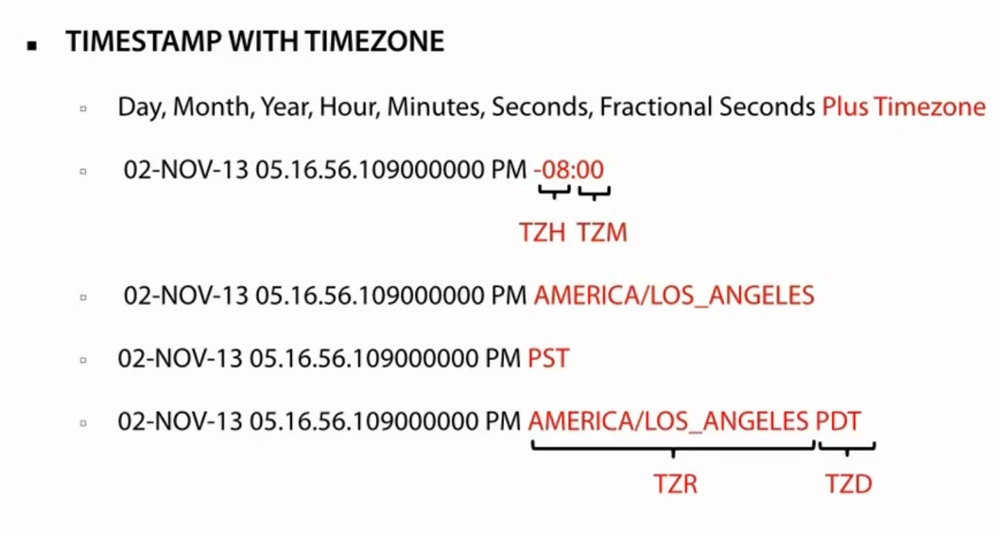 TIMESTAMP WITH TIMEZONE
Day, Month, Year, Hour, Minutes, Seconds, Fractional Seconds Plus Timezone
02-NOV-13 05.16.56.109000000 PM -08:00
TZH TZM
02-NOV-13 05.16.56.109000000 PM AMERICA/LOS_ANGELES
02-NOV-13 05.16.56.109000000 PM PST
02-NOV-13 05.16.56.109000000 PM AMERICA/LOS_ANGELES PDT
TZR TZD